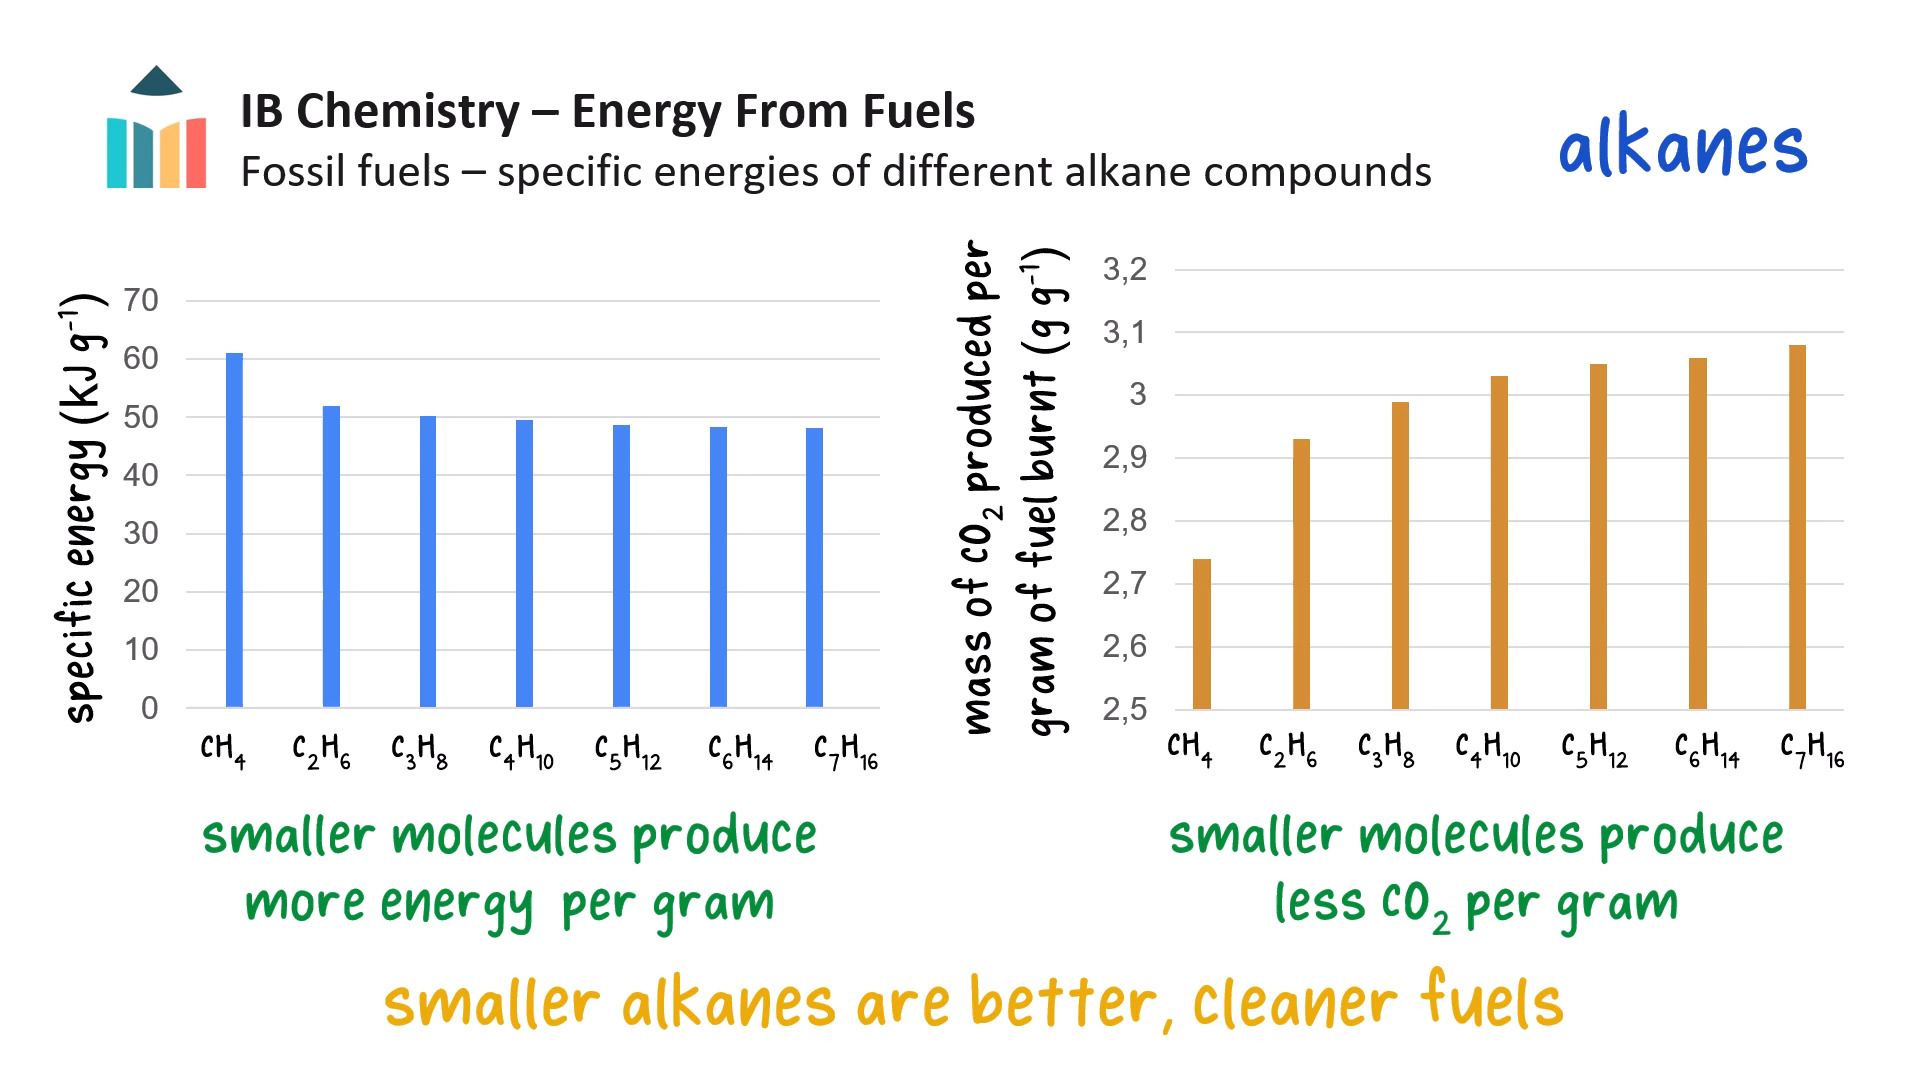 IB Chemistry – Energy From Fuels
Fossil fuels – specific energies of different alkane compounds
alkanes
specific energy (kJ g⁻¹)
70
60
50
40
30
20
10
0
CH₄ C₂H₆ C₃H₈ C₄H₁₀ C₅H₁₂ C₆H₁₄ C₇H₁₆
smaller molecules produce
more energy per gram
mass of CO₂ produced per
gram of fuel burnt (g g⁻¹)
3,2
3,1
3
2,9
2,8
2,7
2,6
2,5
CH₄ C₂H₆ C₃H₈ C₄H₁₀ C₅H₁₂ C₆H₁₄ C₇H₁₆
smaller molecules produce
less CO₂ per gram
smaller alkanes are better, cleaner fuels